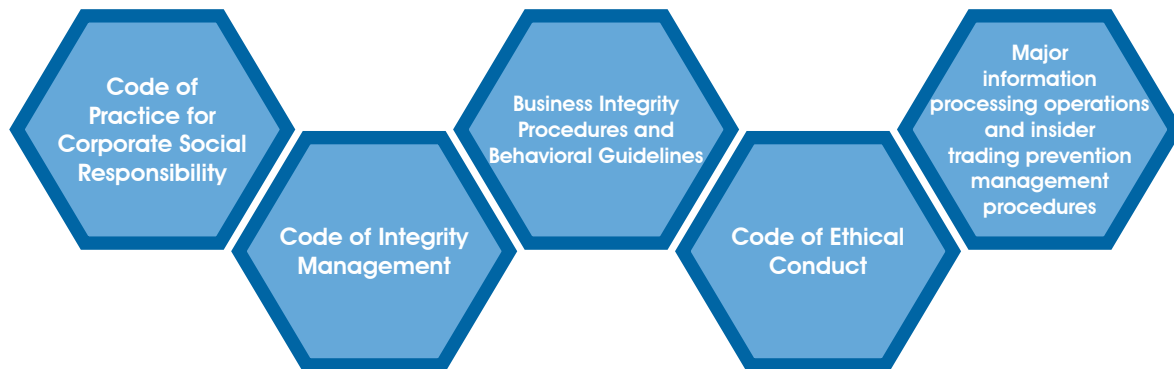 Code of
Practice for
Corporate Social
Responsibility
Code of Integrity
Management
Business Integrity
Procedures and
Behavioral Guidelines
Code of Ethical
Conduct
Major
information
processing operations
and insider
trading prevention
management
procedures